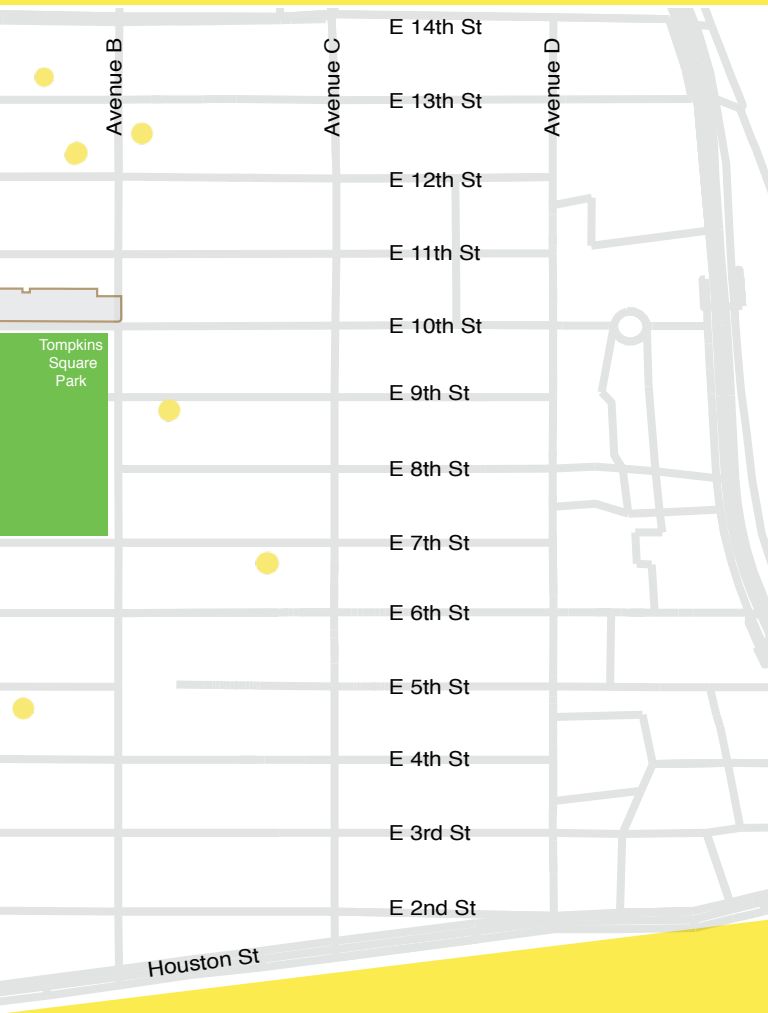 E 14th St
Avenue B
Avenue C
Avenue D
E 13th St
E 12th St
E 11th St
E 10th St
Tompkins
Square
Park
E 9th St
E 8th St
E 7th St
E 6th St
E 5th St
E 4th St
E 3rd St
E 2nd St
Houston St